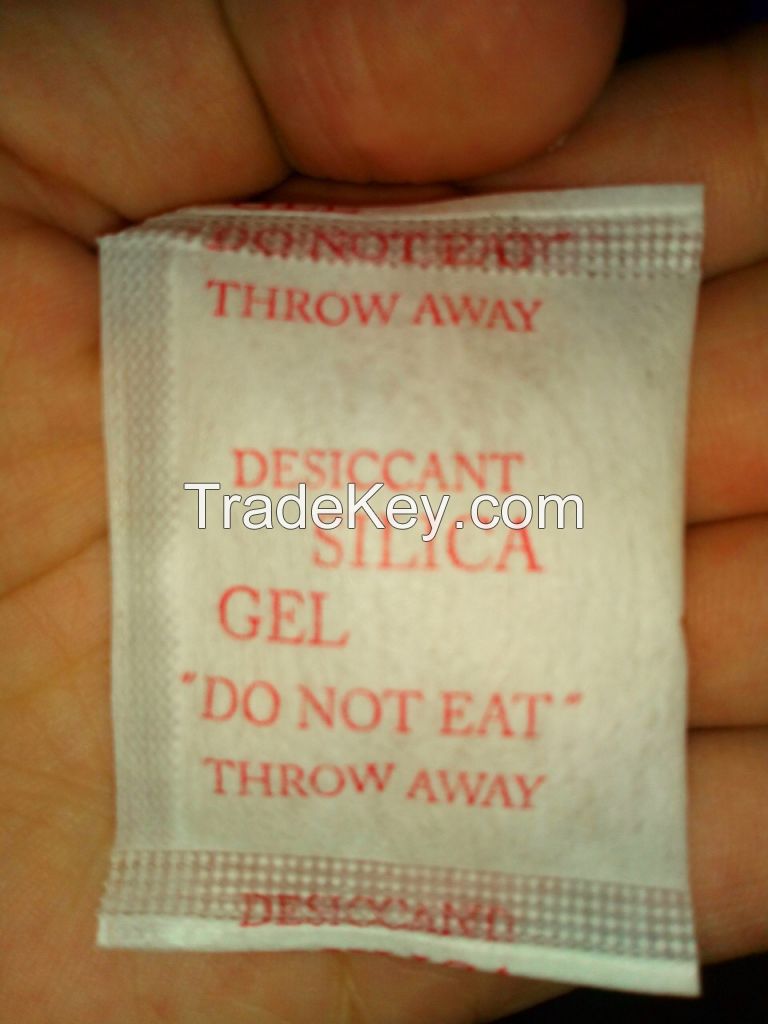 "DO NOT EAT"
THROW AWAY
DESICCANT
TradeKey.com
SILICA
GEL
"DO NOT EAT"
THROW AWAY
DESICCANT